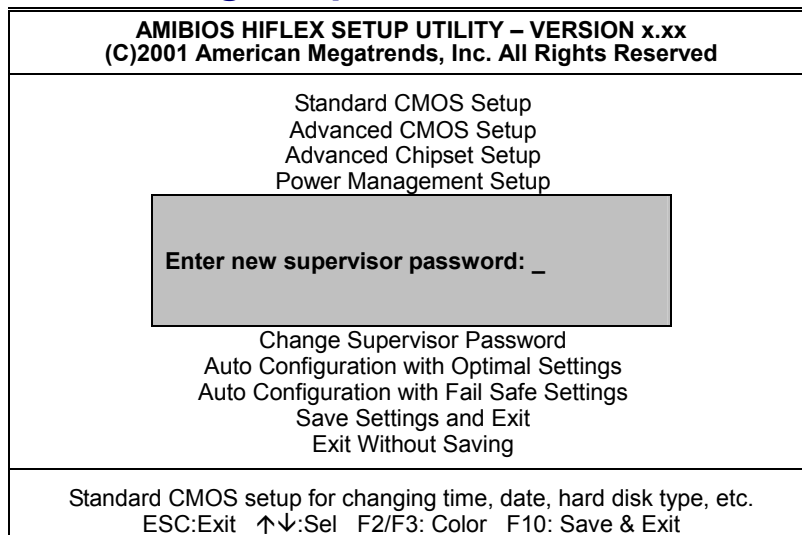 AMIBIOS HIFLEX SETUP UTILITY – VERSION x.xx
(C)2001 American Megatrends, Inc. All Rights Reserved
Standard CMOS Setup
Advanced CMOS Setup
Advanced Chipset Setup
Power Management Setup
Enter new supervisor password: _
Change Supervisor Password
Auto Configuration with Optimal Settings
Auto Configuration with Fail Safe Settings
Save Settings and Exit
Exit Without Saving
Standard CMOS setup for changing time, date, hard disk type, etc.
ESC:Exit ↑↓:Sel F2/F3: Color F10: Save & Exit